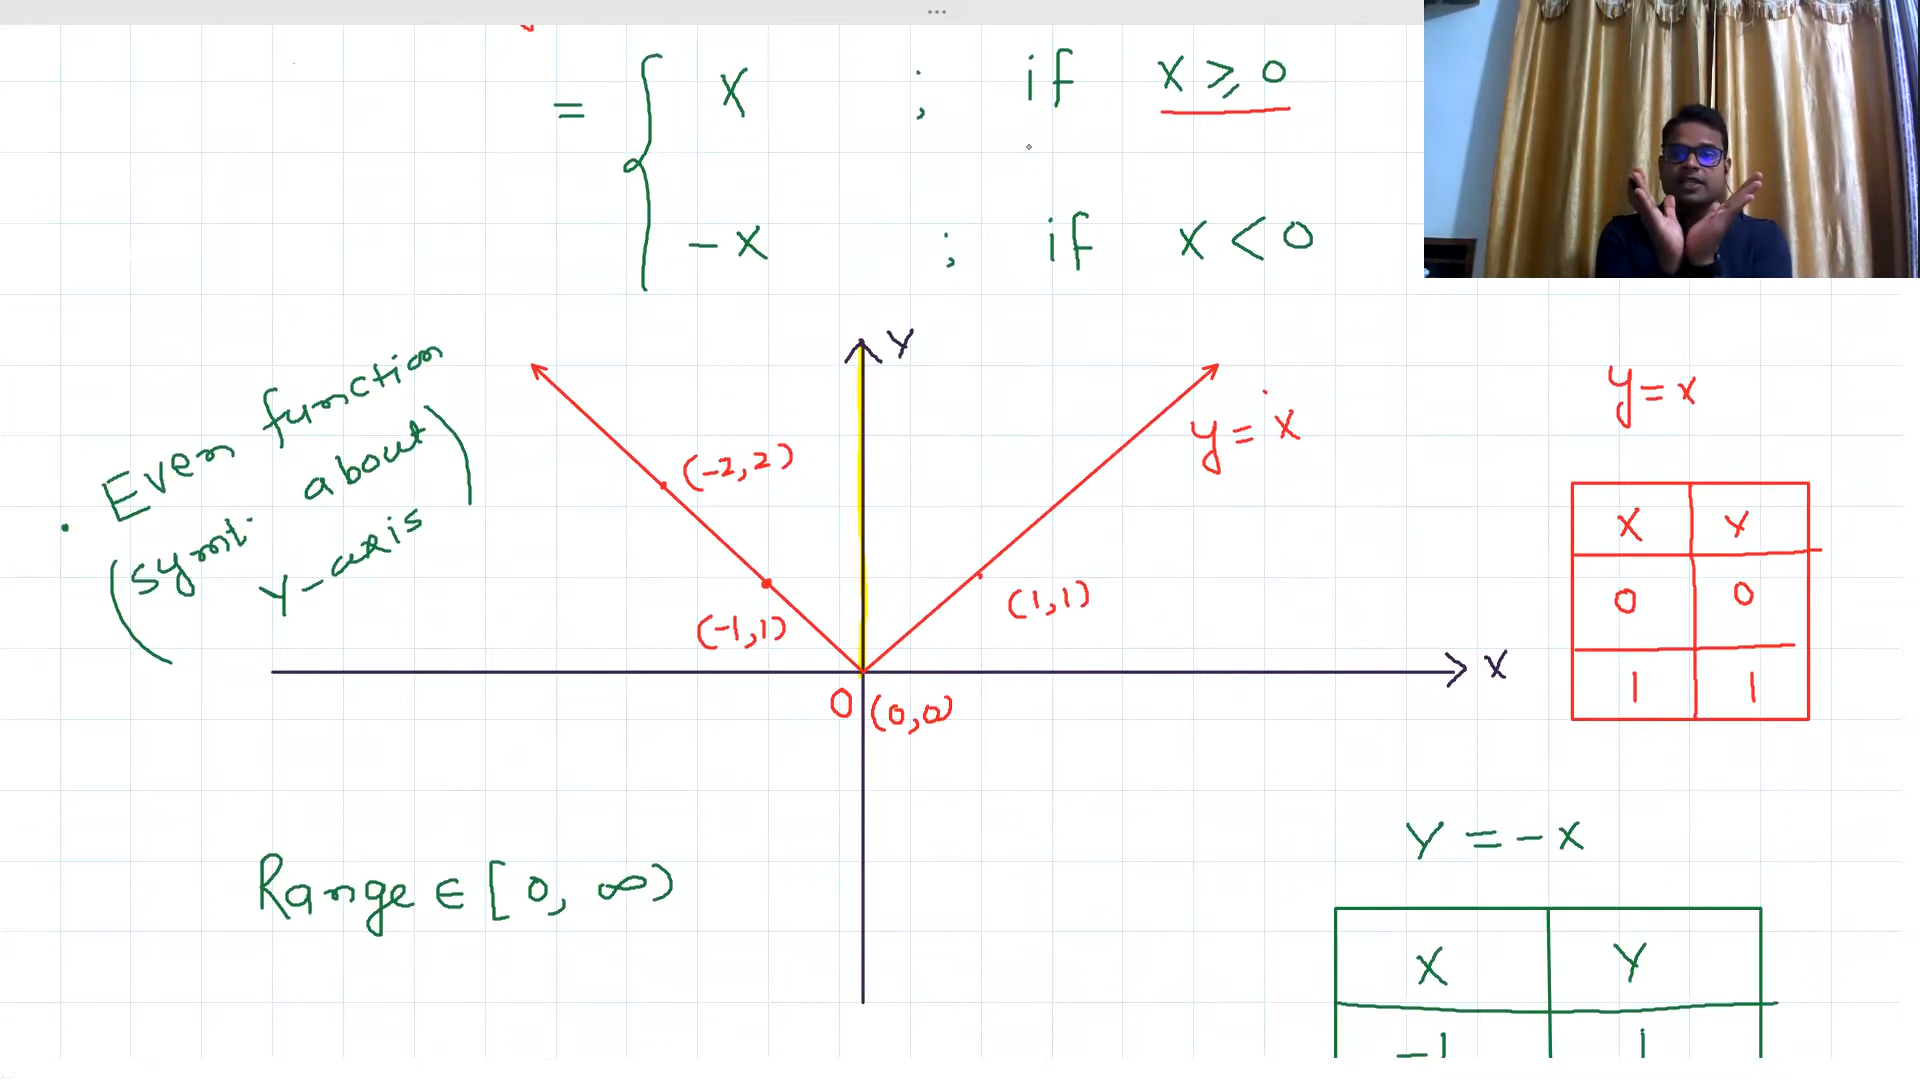 = { x ; if x ⩾ 0
-x ; if x < 0
Y
y = x
y = x
• Even function
(symt. about
Y-axis)
(-2,2)
(-1,1)
(1,1)
X
O (0,0)
X Y
0 0
1 1
Range ∈ [0, ∞)
Y = -x
X Y
-1 1